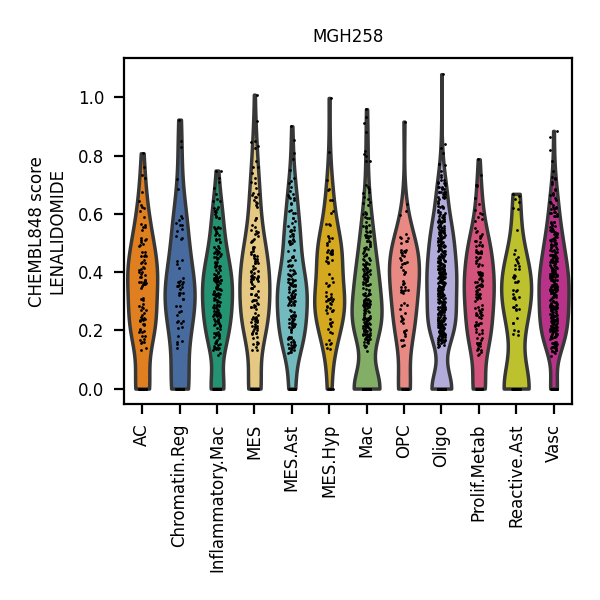 MGH258
CHEMBL848 score
LENALIDOMIDE
1.0
0.8
0.6
0.4
0.2
0.0
AC
Chromatin.Reg
Inflammatory.Mac
MES
MES.Ast
MES.Hyp
Mac
OPC
Oligo
Prolif.Metab
Reactive.Ast
Vasc